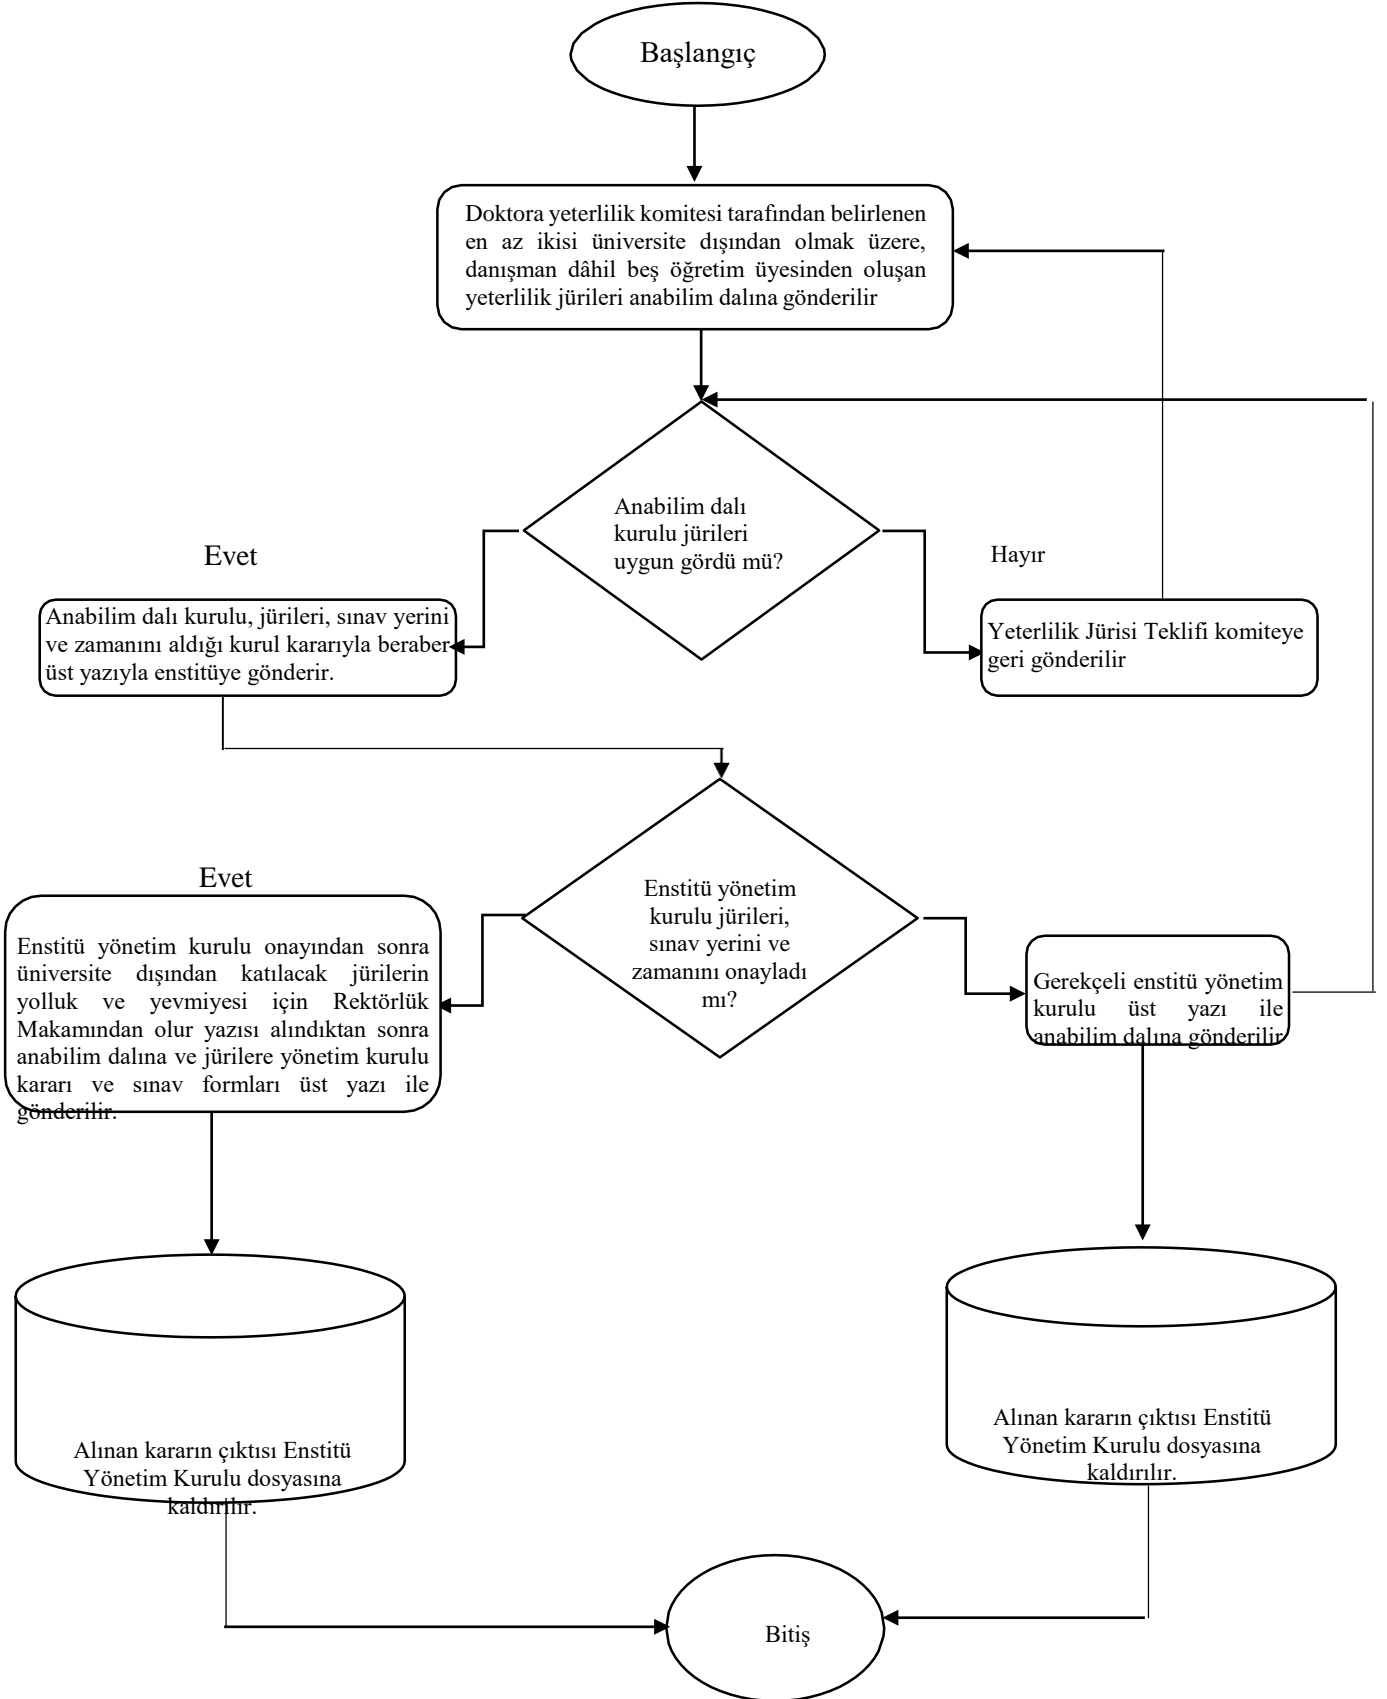 Başlangıç
Doktora yeterlilik komitesi tarafından belirlenen
en az ikisi üniversite dışından olmak üzere,
danışman dâhil beş öğretim üyesinden oluşan
yeterlilik jürileri anabilim dalına gönderilir
Anabilim dalı
kurulu jürileri
uygun gördü mü?
Evet
Hayır
Anabilim dalı kurulu, jürileri, sınav yerini
ve zamanını aldığı kurul kararıyla beraber
üst yazıyla enstitüye gönderir.
Yeterlilik Jürisi Teklifi komiteye
geri gönderilir
Enstitü yönetim
kurulu jürileri,
sınav yerini ve
zamanını onayladı
mı?
Evet
Enstitü yönetim kurulu onayından sonra
üniversite dışından katılacak jürilerin
yolluk ve yevmiyesi için Rektörlük
Makamından olur yazısı alındıktan sonra
anabilim dalına ve jürilere yönetim kurulu
kararı ve sınav formları üst yazı ile
gönderilir.
Gerekçeli enstitü yönetim
kurulu üst yazı ile
anabilim dalına gönderilir
Alınan kararın çıktısı Enstitü
Yönetim Kurulu dosyasına
kaldırılır.
Alınan kararın çıktısı Enstitü
Yönetim Kurulu dosyasına
kaldırılır.
Bitiş